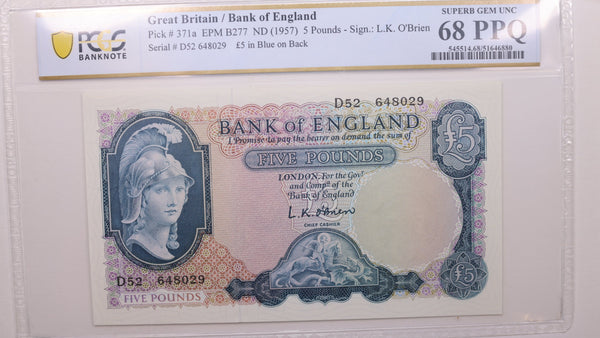 PCGS
BANKNOTE
Great Britain / Bank of England
Pick # 371a EPM B277 ND (1957) 5 Pounds - Sign.: L.K. O'Brien
Serial # D52 648029 £5 in Blue on Back
SUPERB GEM UNC
68 PPQ
545514.68/51646880
D52 648029
BANK of ENGLAND
I Promise to pay the bearer on demand the sum of
FIVE POUNDS
£5
LONDON, For the Govr
and Compa of the
Bank of England
L.K. O'Brien
CHIEF CASHIER
D52 648029
FIVE POUNDS
£5